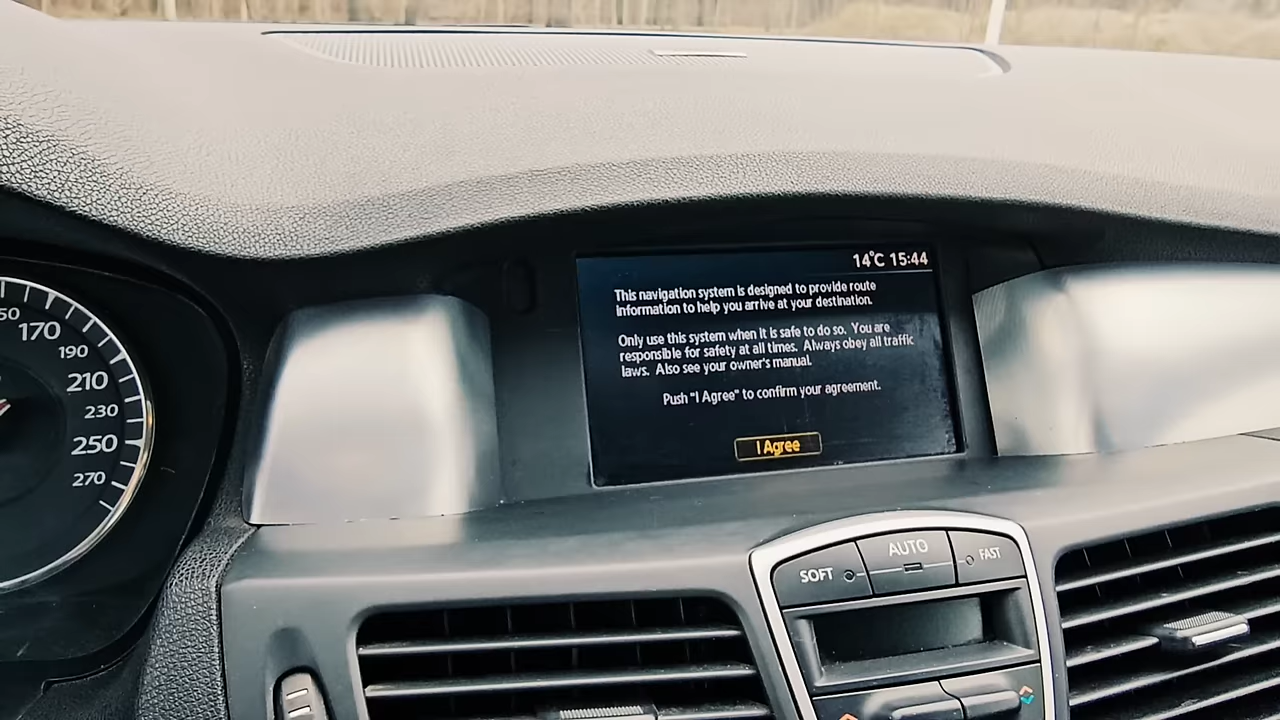 14°C 15:44
This navigation system is designed to provide route
information to help you arrive at your destination.
Only use this system when it is safe to do so. You are
responsible for safety at all times. Always obey all traffic
laws. Also see your owner's manual.
Push "I Agree" to confirm your agreement.
I Agree
170
190
210
230
250
270
SOFT
AUTO
FAST